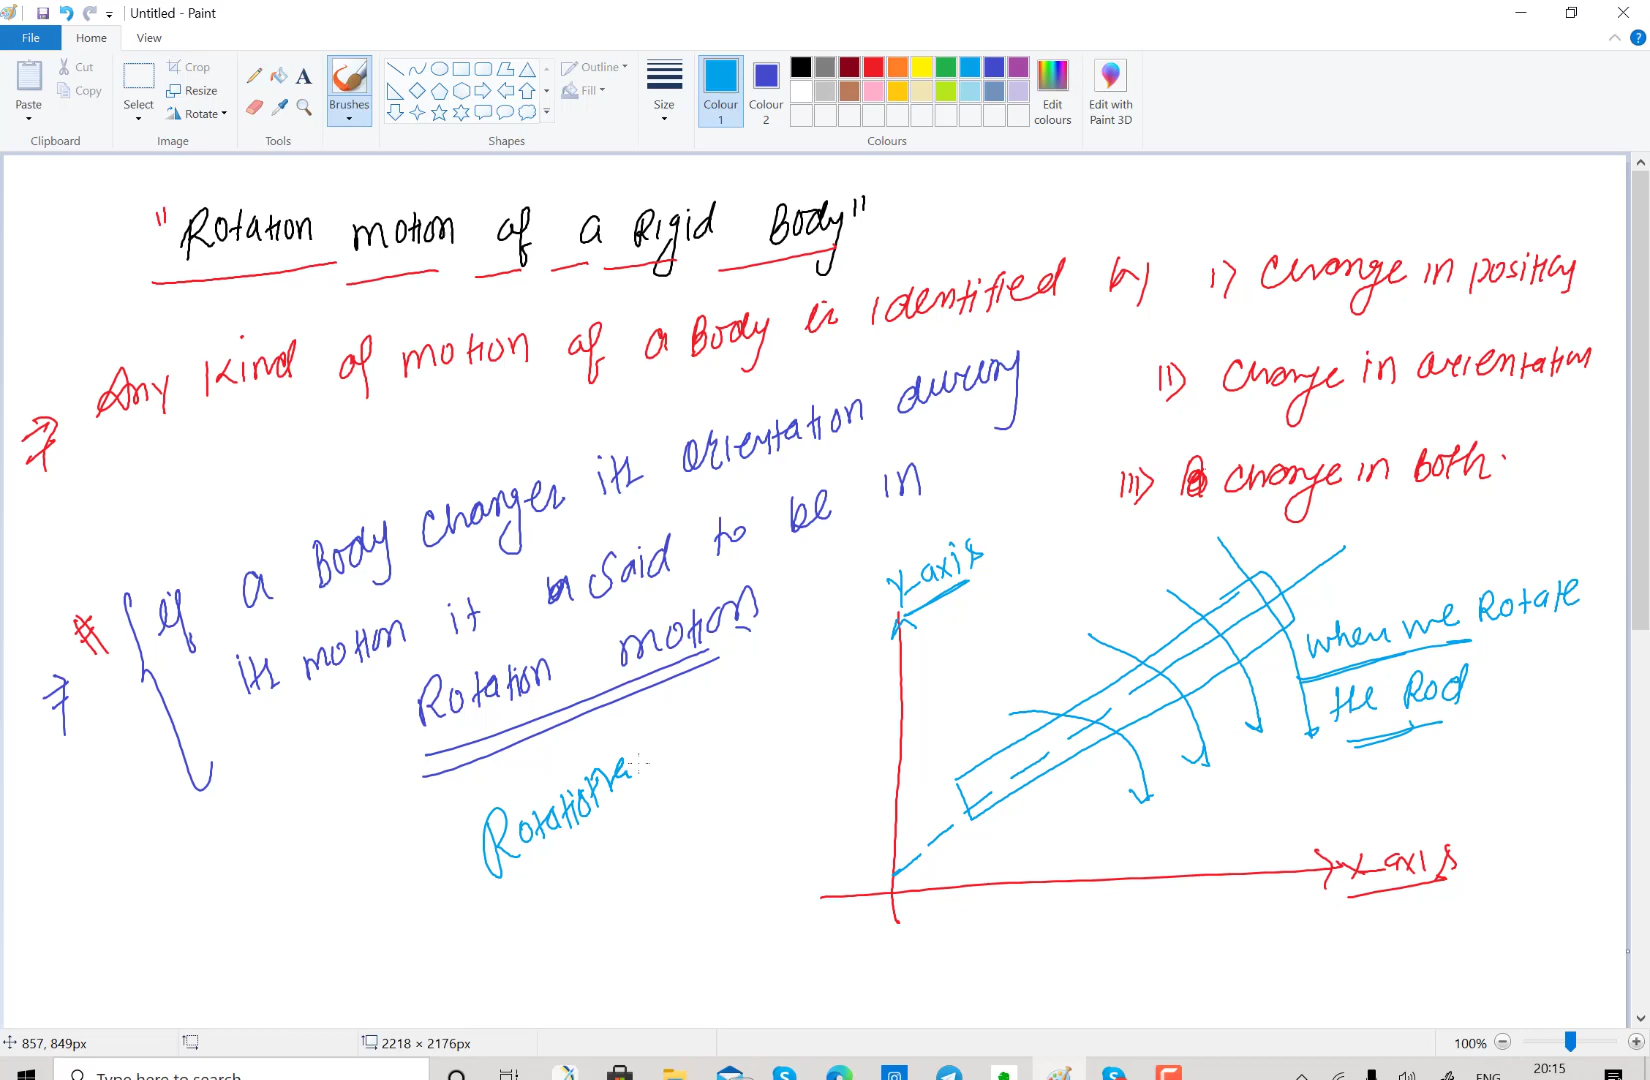 Untitled - Paint
File Home View
Paste
Cut
Copy
Clipboard
Select
Crop
Resize
Rotate
Image
Tools
Brushes
Shapes
Outline
Fill
Size
Colour 1
Colour 2
Colours
Edit colours
Edit with Paint 3D
"Rotation motion of a Rigid Body"
Any kind of motion of a Body is identified by
i) change in position
ii) change in orientation
iii) change in both.
# if a Body changes its orientation during
its motion it is said to be in
Rotation motion
Y-axis
when we Rotate
the Rod
X-axis
857, 849px
2218 × 2176px
100%
Type here to search
ENG
20:15